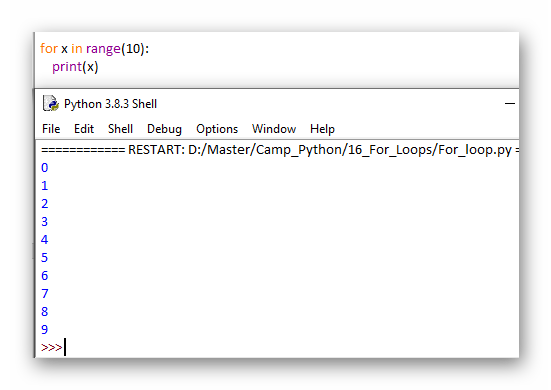 for x in range(10):
    print(x)
Python 3.8.3 Shell
File Edit Shell Debug Options Window Help
============ RESTART: D:/Master/Camp_Python/16_For_Loops/For_loop.py =
0
1
2
3
4
5
6
7
8
9
>>>